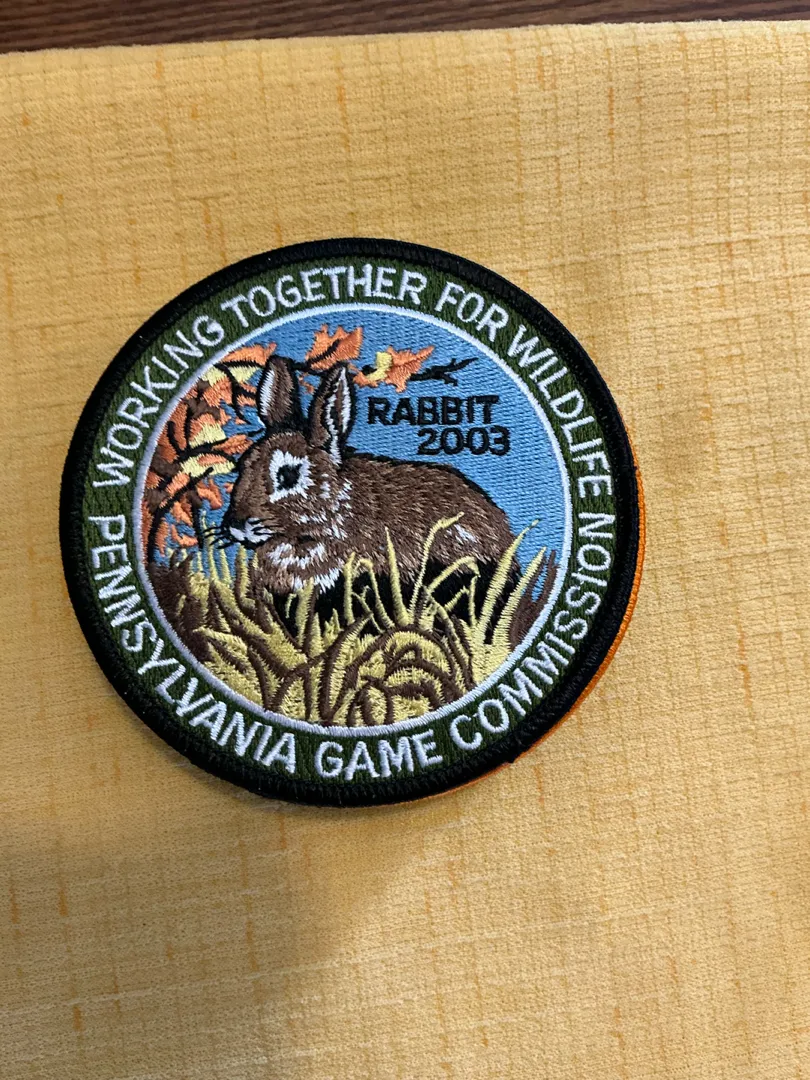 WORKING TOGETHER FOR WILDLIFE
RABBIT
2003
PENNSYLVANIA GAME COMMISSION